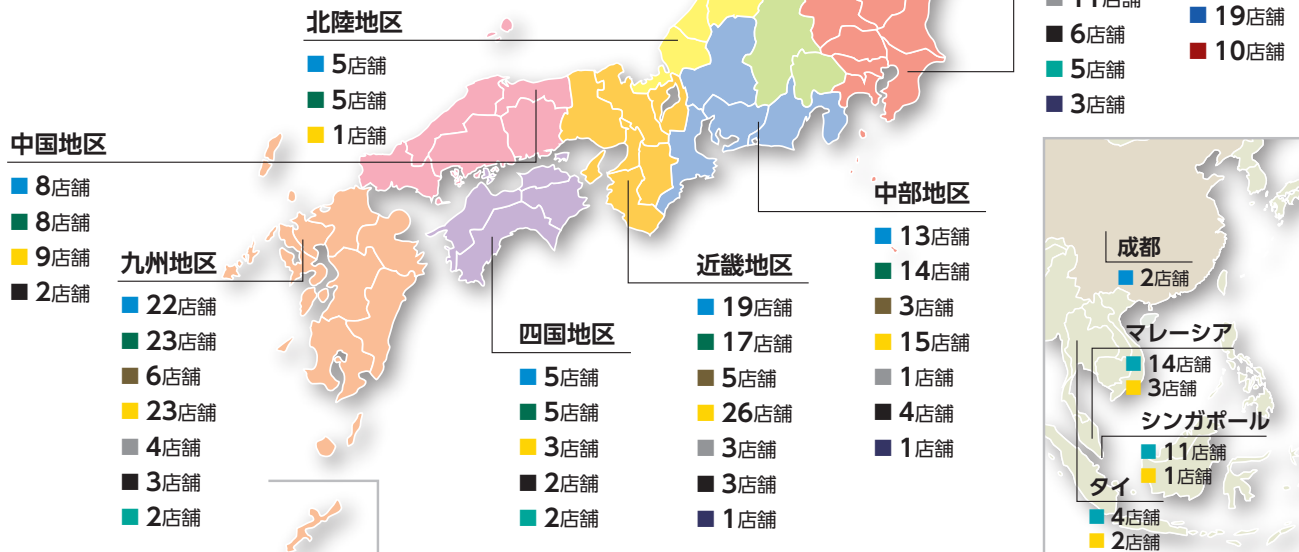 北陸地区
5店舗
5店舗
1店舗
中国地区
8店舗
8店舗
9店舗
2店舗
九州地区
22店舗
23店舗
6店舗
23店舗
4店舗
3店舗
2店舗
四国地区
5店舗
5店舗
3店舗
2店舗
2店舗
近畿地区
19店舗
17店舗
5店舗
26店舗
3店舗
3店舗
1店舗
中部地区
13店舗
14店舗
3店舗
15店舗
1店舗
4店舗
1店舗
11店舗
6店舗
5店舗
3店舗
19店舗
10店舗
成都
2店舗
マレーシア
14店舗
3店舗
シンガポール
11店舗
1店舗
タイ
4店舗
2店舗